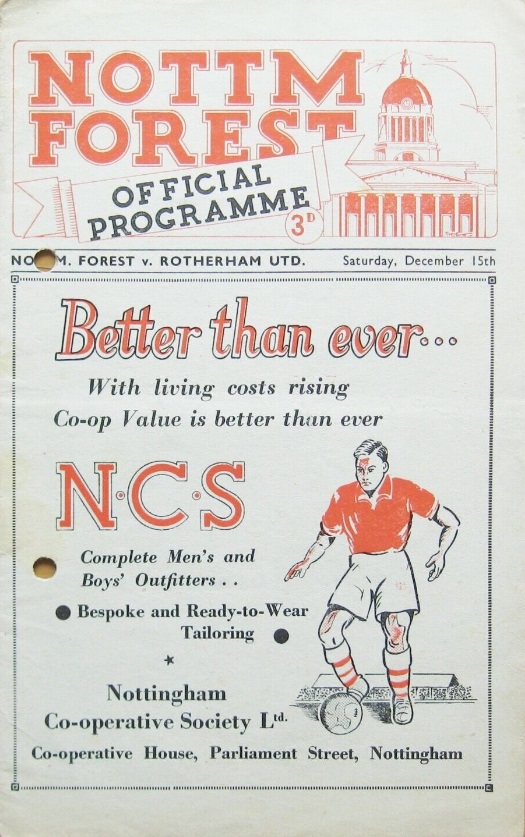 NOTTM
FOREST
OFFICIAL
PROGRAMME
3D
NO M. FOREST v. ROTHERHAM UTD. Saturday, December 15th
Better than ever...
With living costs rising
Co-op Value is better than ever
N·C·S
Complete Men's and
Boys' Outfitters . .
● Bespoke and Ready-to-Wear
Tailoring ●
★
Nottingham
Co-operative Society Ltd.
Co-operative House, Parliament Street, Nottingham